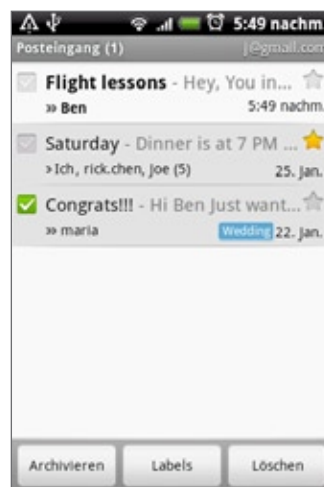 5:49 nachm.
Posteingang (1) j@gmail.com
Flight lessons - Hey, You in...
» Ben 5:49 nachm.
Saturday - Dinner is at 7 PM ...
› Ich, rick.chen, Joe (5) 25. Jan.
Congrats!!! - Hi Ben Just want...
» maria Wedding 22. Jan.
Archivieren Labels Löschen